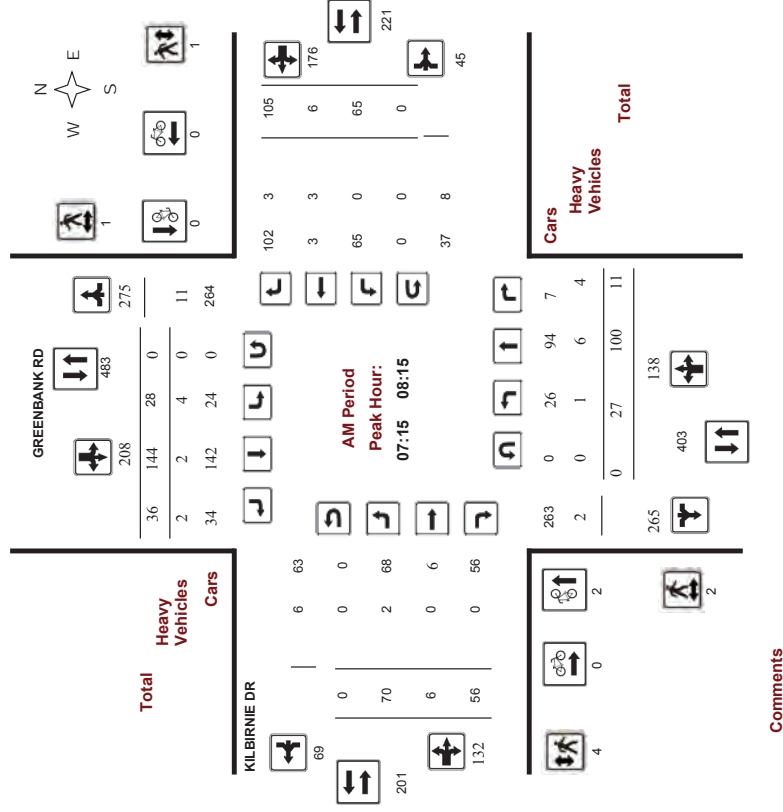 N
W E
S
1
1
0
0
GREENBANK RD
483
208
275
36 144 28 0
2 2 4 0 11
34 142 24 0 264
Total
Heavy
Vehicles
Cars
KILBIRNIE DR
69
201
132
6 63
0 0 0
70 2 68
6 0 6
56 0 56
AM Period
Peak Hour:
07:15 08:15
176
221
45
102 3 105
3 3 6
65 0 65
0 0 0
37 8
Cars
Heavy
Vehicles
Total
263 0 26 94 7
2 0 1 6 4
0 27 100 11
265
403
138
4
0
2
2
Comments